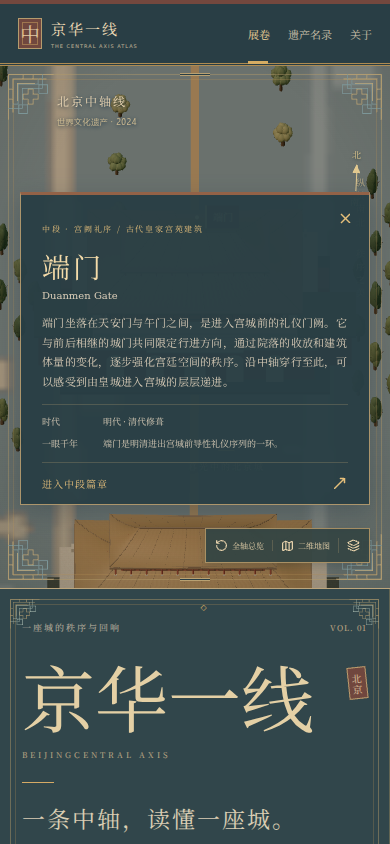 中
京华一线
THE CENTRAL AXIS ATLAS
展卷
遗产名录
关于
北京中轴线
世界文化遗产 · 2024
北
中段 · 宫阙礼序 / 古代皇家宫苑建筑
端门
Duanmen Gate
端门坐落在天安门与午门之间，是进入宫城前的礼仪门阙。它
与前后相继的城门共同限定行进方向，通过院落的收放和建筑
体量的变化，逐步强化宫廷空间的秩序。沿中轴穿行至此，可
以感受到由皇城进入宫城的层层递进。
时代
明代 · 清代修葺
一眼千年
端门是明清进出宫城前导性礼仪序列的一环。
进入中段篇章
全轴总览
二维地图
一座城的秩序与回响
VOL. 01
京华一线
北京
BEIJINGCENTRAL AXIS
一条中轴，读懂一座城。